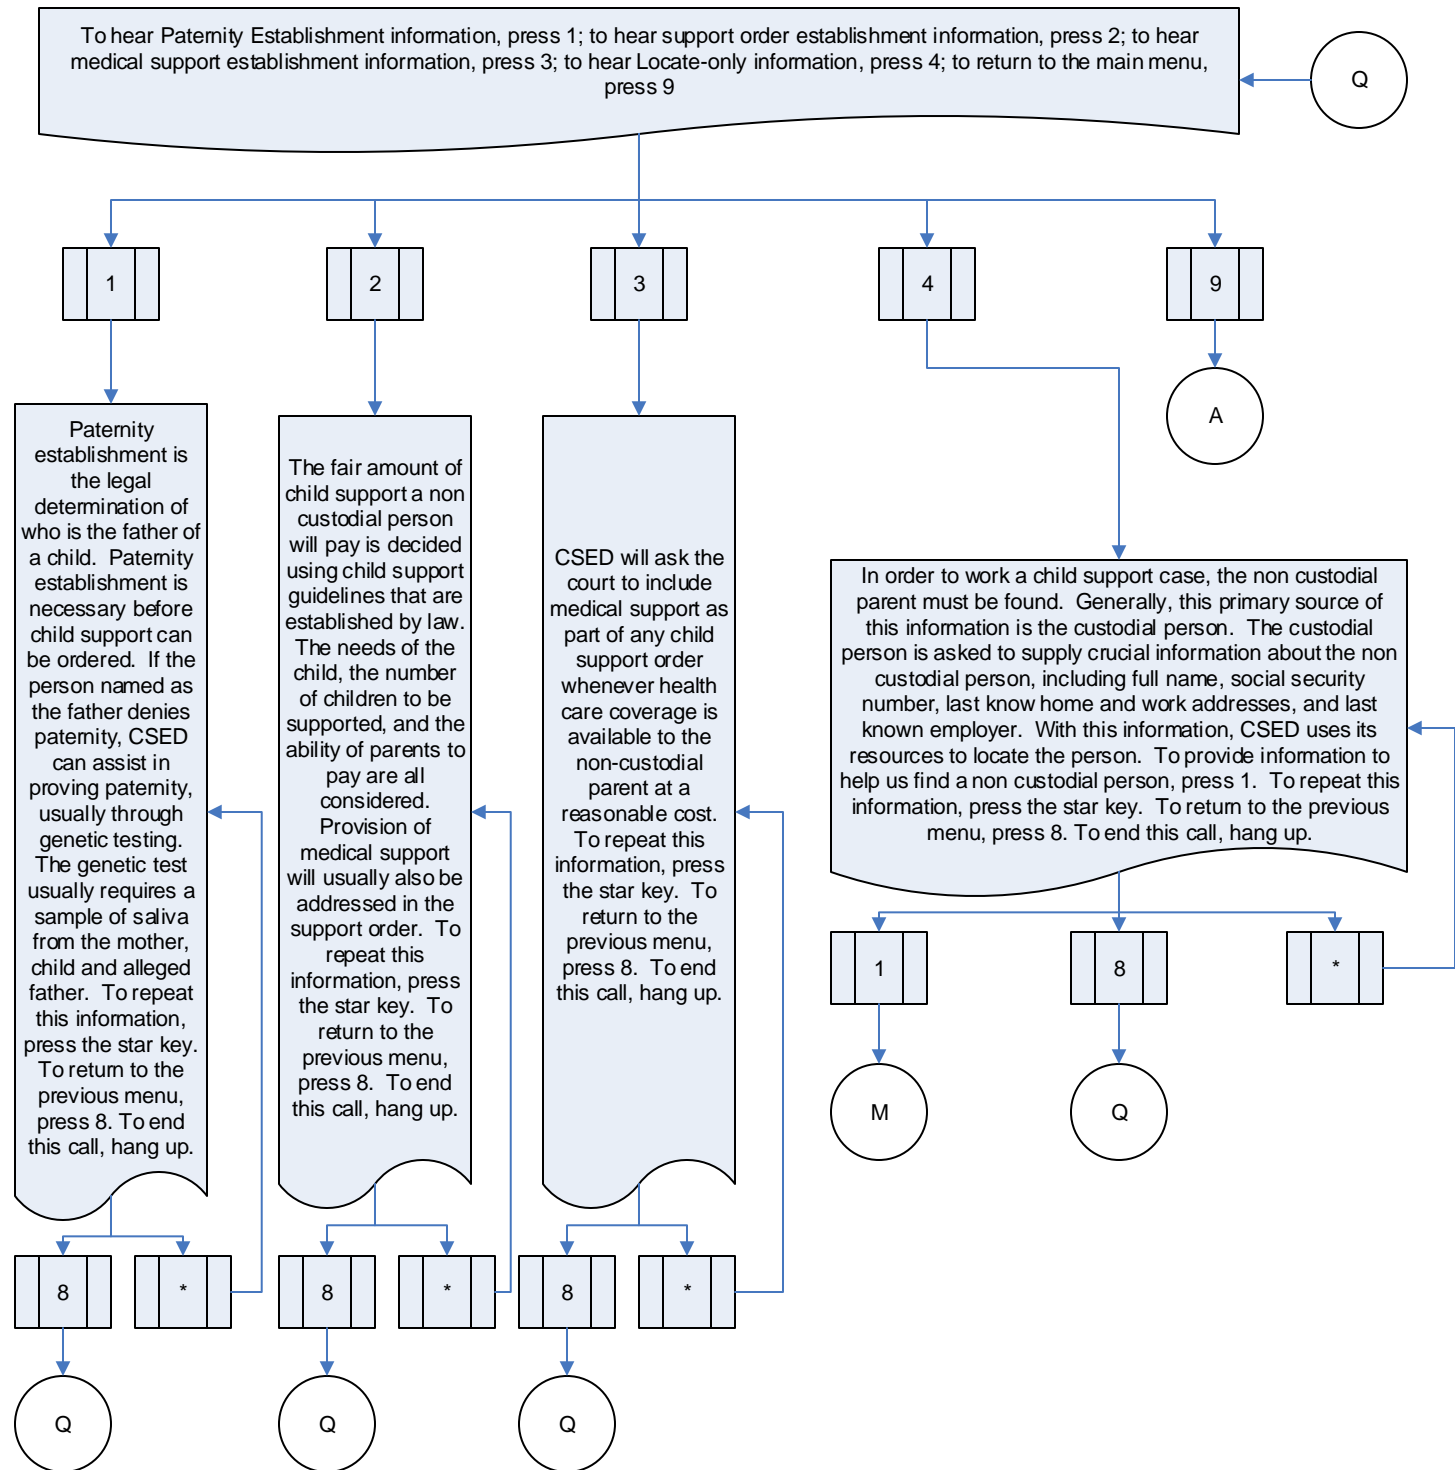 To hear Paternity Establishment information, press 1; to hear support order establishment information, press 2; to hear
medical support establishment information, press 3; to hear Locate-only information, press 4; to return to the main menu,
press 9
Q
1
2
3
4
9
A
Paternity
establishment is
the legal
determination of
who is the father of
a child.  Paternity
establishment is
necessary before
child support can
be ordered.  If the
person named as
the father denies
paternity, CSED
can assist in
proving paternity,
usually through
genetic testing.
The genetic test
usually requires a
sample of saliva
from the mother,
child and alleged
father.  To repeat
this information,
press the star key.
To return to the
previous menu,
press 8. To end
this call, hang up.
The fair amount of
child support a non
custodial person
will pay is decided
using child support
guidelines that are
established by law.
The needs of the
child, the number
of children to be
supported, and the
ability of parents to
pay are all
considered.
Provision of
medical support
will usually also be
addressed in the
support order.  To
repeat this
information, press
the star key.  To
return to the
previous menu,
press 8.  To end
this call, hang up.
CSED will ask the
court to include
medical support as
part of any child
support order
whenever health
care coverage is
available to the
non-custodial
parent at a
reasonable cost.
To repeat this
information, press
the star key.  To
return to the
previous menu,
press 8.  To end
this call, hang up.
In order to work a child support case, the non custodial
parent must be found.  Generally, this primary source of
this information is the custodial person.  The custodial
person is asked to supply crucial information about the non
custodial person, including full name, social security
number, last know home and work addresses, and last
known employer.  With this information, CSED uses its
resources to locate the person.  To provide information to
help us find a non custodial person, press 1.  To repeat this
information, press the star key.  To return to the previous
menu, press 8. To end this call, hang up.
1
8
*
M
Q
8
*
8
*
8
*
Q
Q
Q